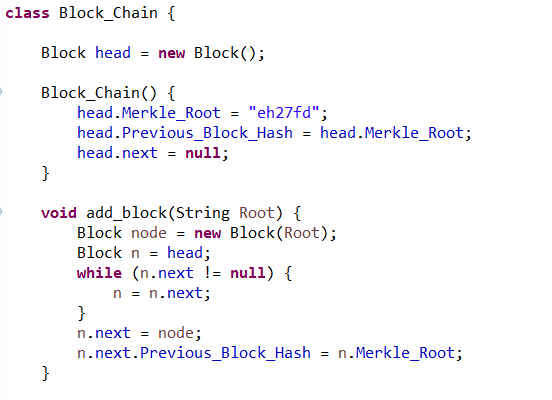 class Block_Chain {
Block head = new Block();
Block_Chain() {
head.Merkle_Root = "eh27fd";
head.Previous_Block_Hash = head.Merkle_Root;
head.next = null;
}
void add_block(String Root) {
Block node = new Block(Root);
Block n = head;
while (n.next != null) {
n = n.next;
}
n.next = node;
n.next.Previous_Block_Hash = n.Merkle_Root;
}